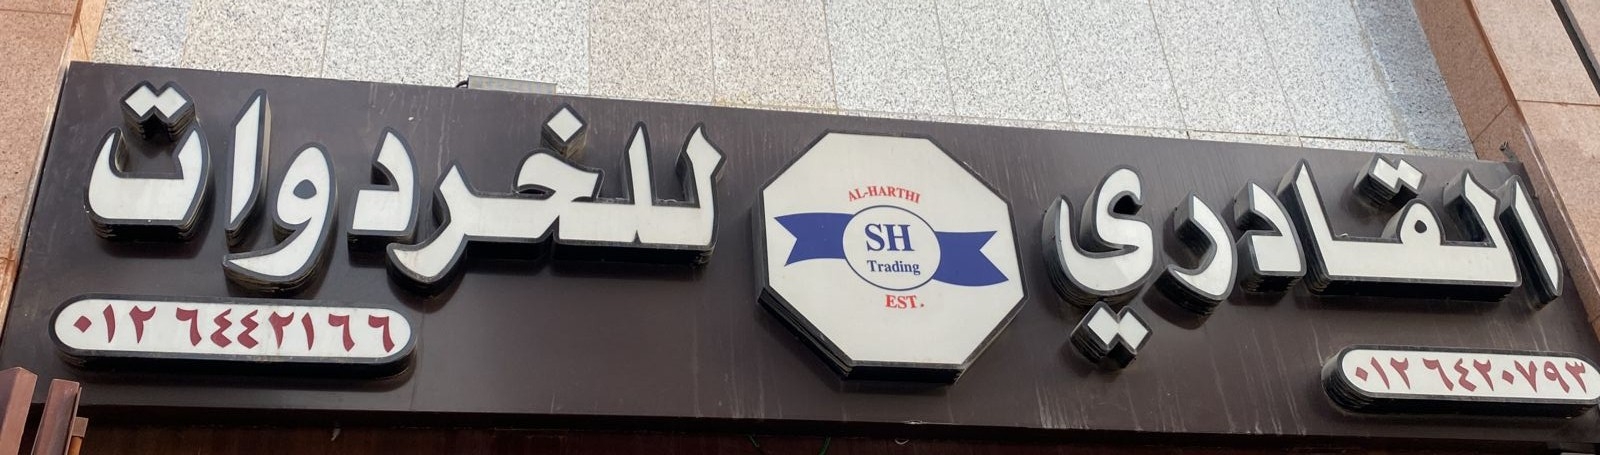 القادري للخردوات
AL-HARTHI
SH
Trading
EST.
٠١٢ ٦٤٢٠٧٩٣
٠١٢ ٦٤٤٢١٦٦